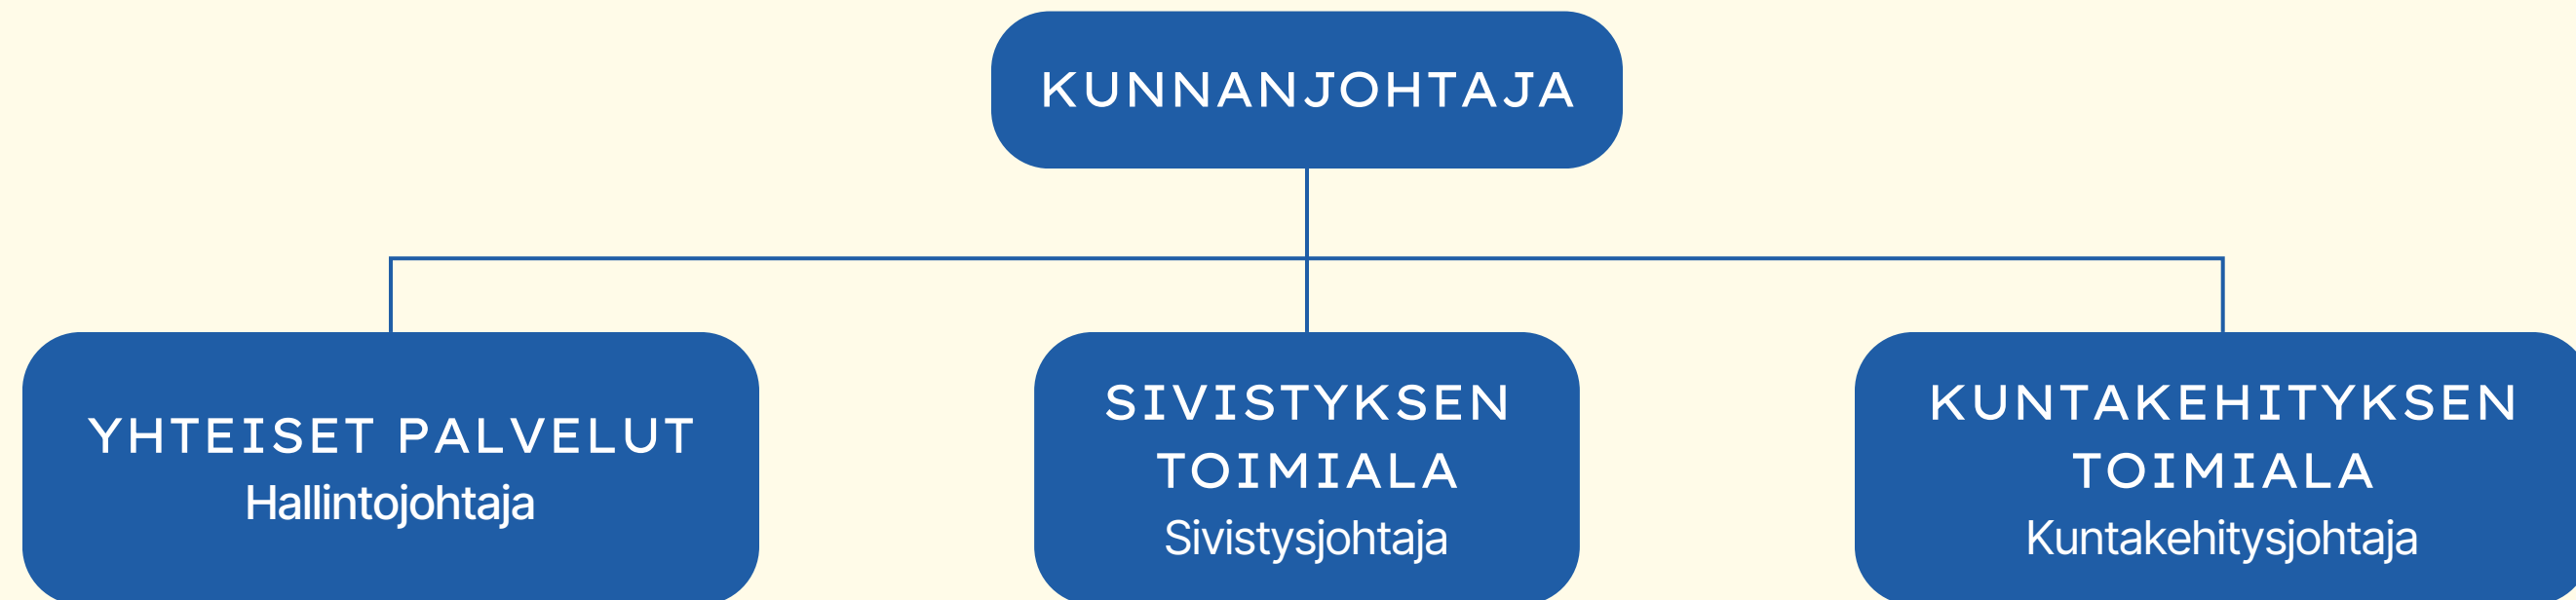 KUNNANJOHTAJA
YHTEISET PALVELUT
Hallintojohtaja
SIVISTYKSEN
TOIMIALA
Sivistysjohtaja
KUNTAKEHITYKSEN
TOIMIALA
Kuntakehitysjohtaja